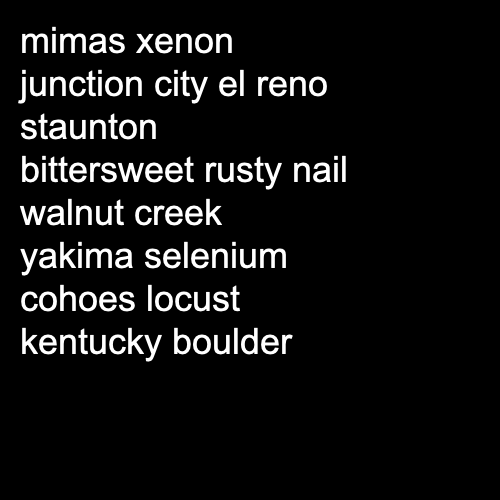 mimas xenon
junction city el reno
staunton
bittersweet rusty nail
walnut creek
yakima selenium
cohoes locust
kentucky boulder